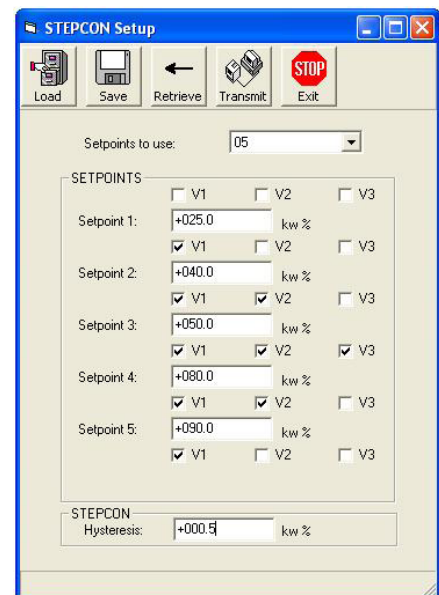 STEPCON Setup
Load Save Retrieve Transmit STOP Exit
Setpoints to use: 05
SETPOINTS
V1 V2 V3
Setpoint 1: +025.0 kw %
V1 V2 V3
Setpoint 2: +040.0 kw %
V1 V2 V3
Setpoint 3: +050.0 kw %
V1 V2 V3
Setpoint 4: +080.0 kw %
V1 V2 V3
Setpoint 5: +090.0 kw %
V1 V2 V3
STEPCON
Hysteresis: +000.5 kw %